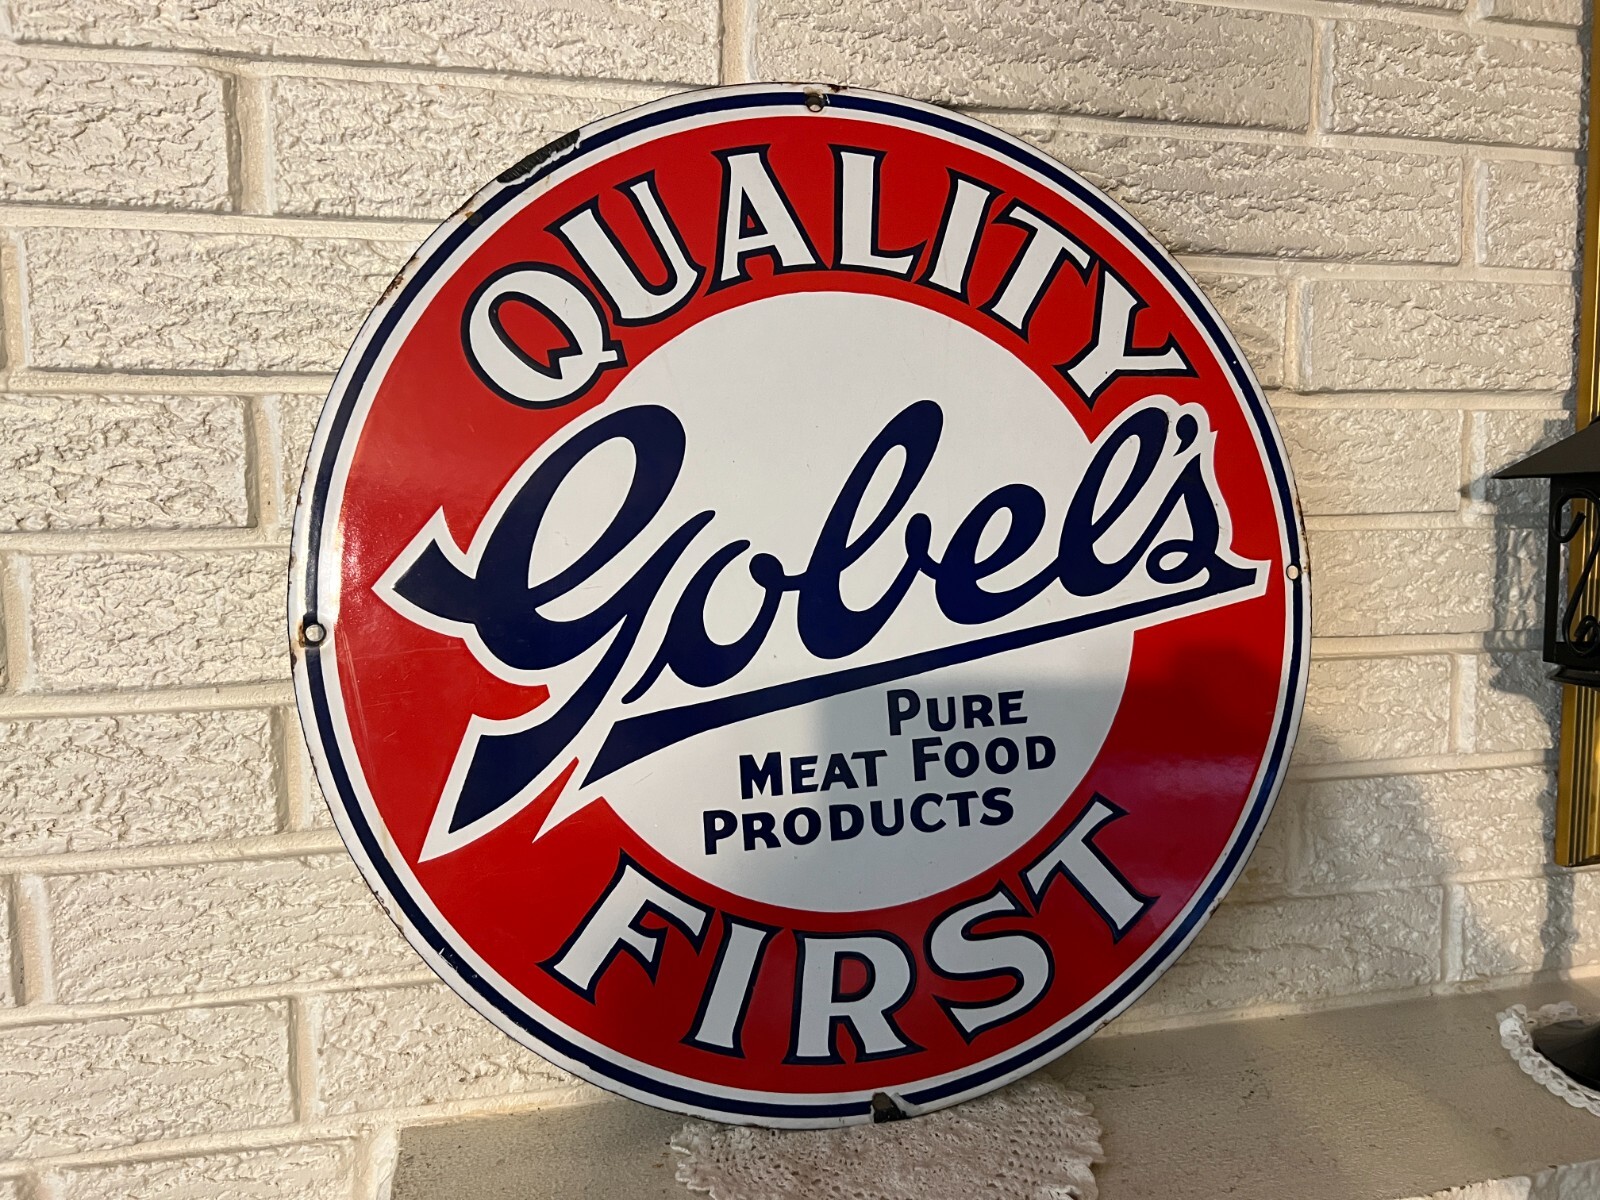 QUALITY
Gobel's
PURE
MEAT FOOD
PRODUCTS
FIRST